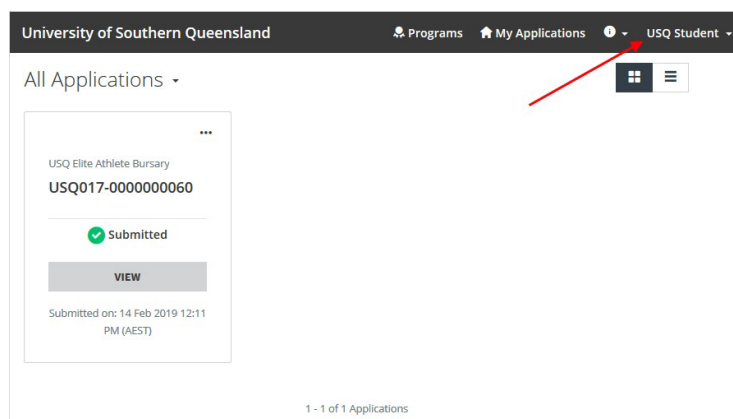 University of Southern Queensland Programs My Applications USQ Student
All Applications
USQ Elite Athlete Bursary
USQ017-0000000060
Submitted
VIEW
Submitted on: 14 Feb 2019 12:11
PM (AEST)
1 - 1 of 1 Applications